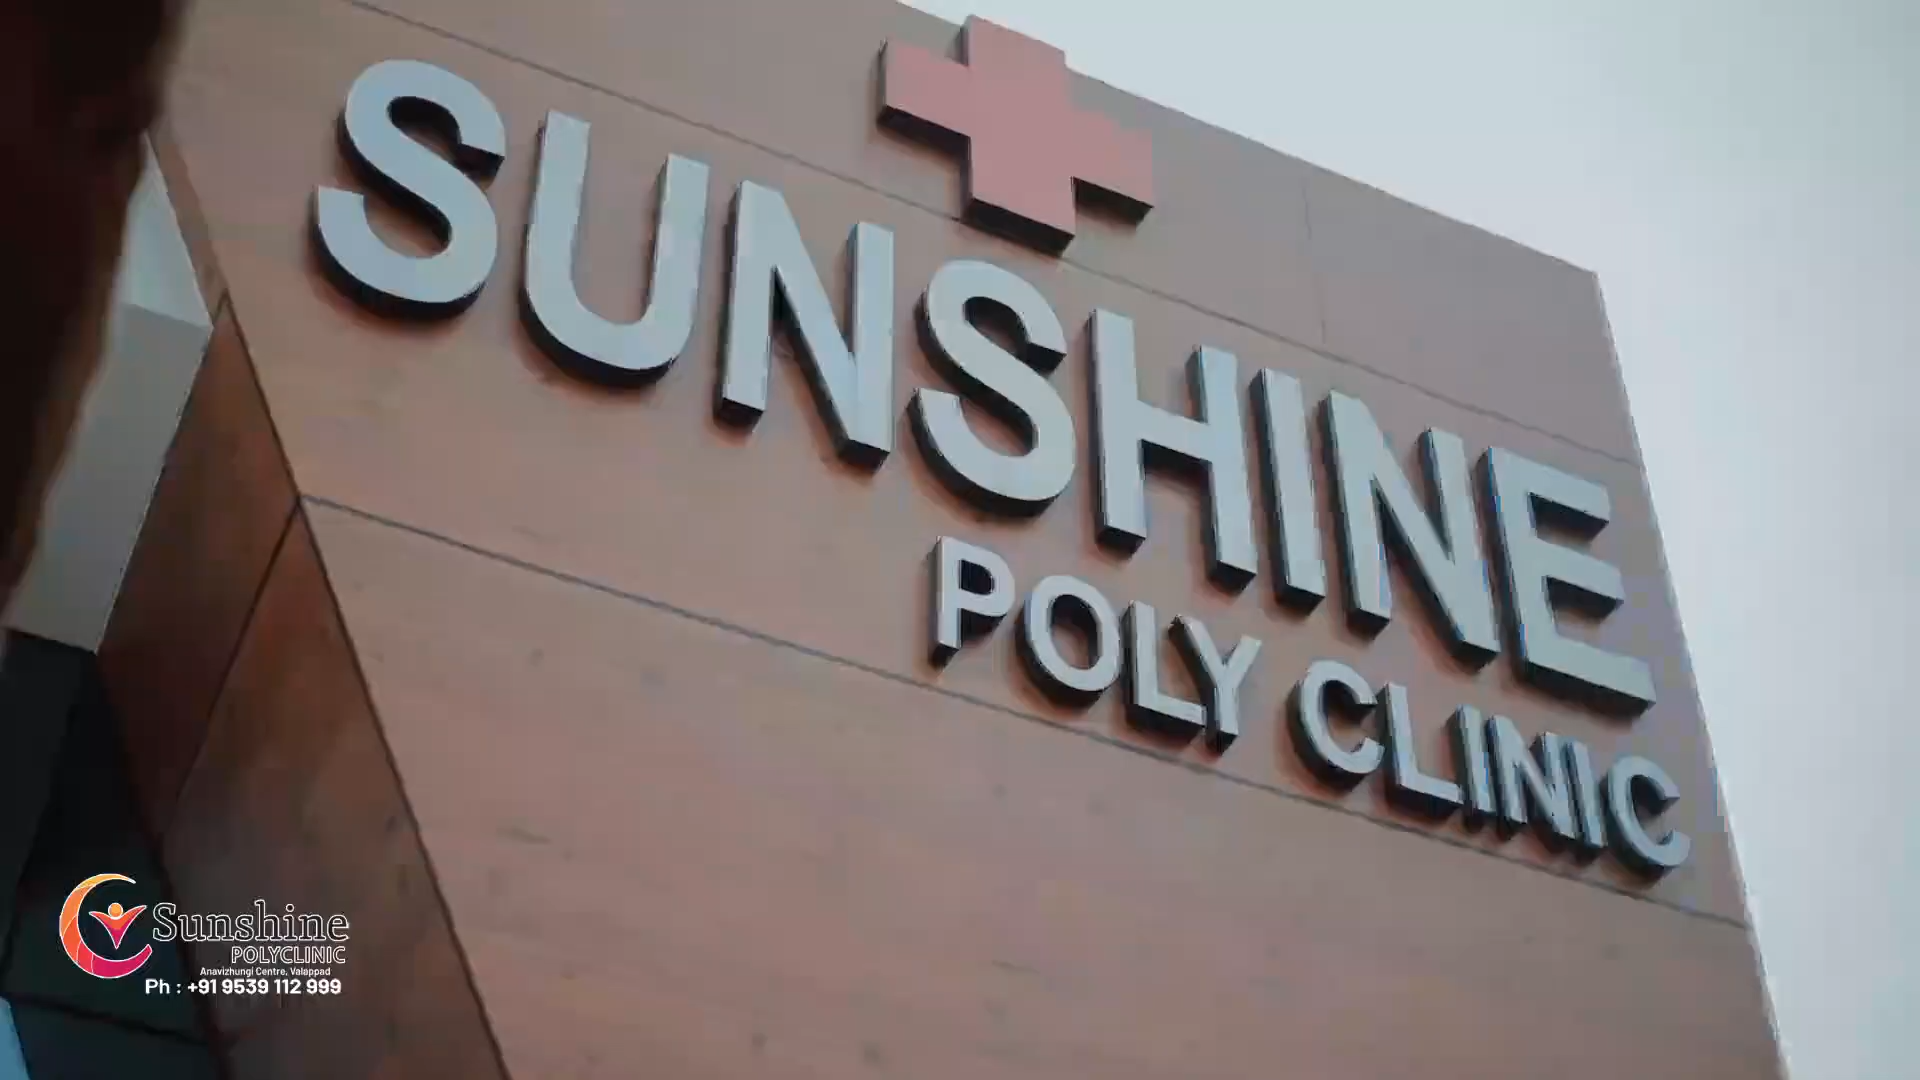 SUNSHINE
POLY CLINIC
Sunshine
POLYCLINIC
Anavizhungi Centre, Valappad
Ph : +91 9539 112 999